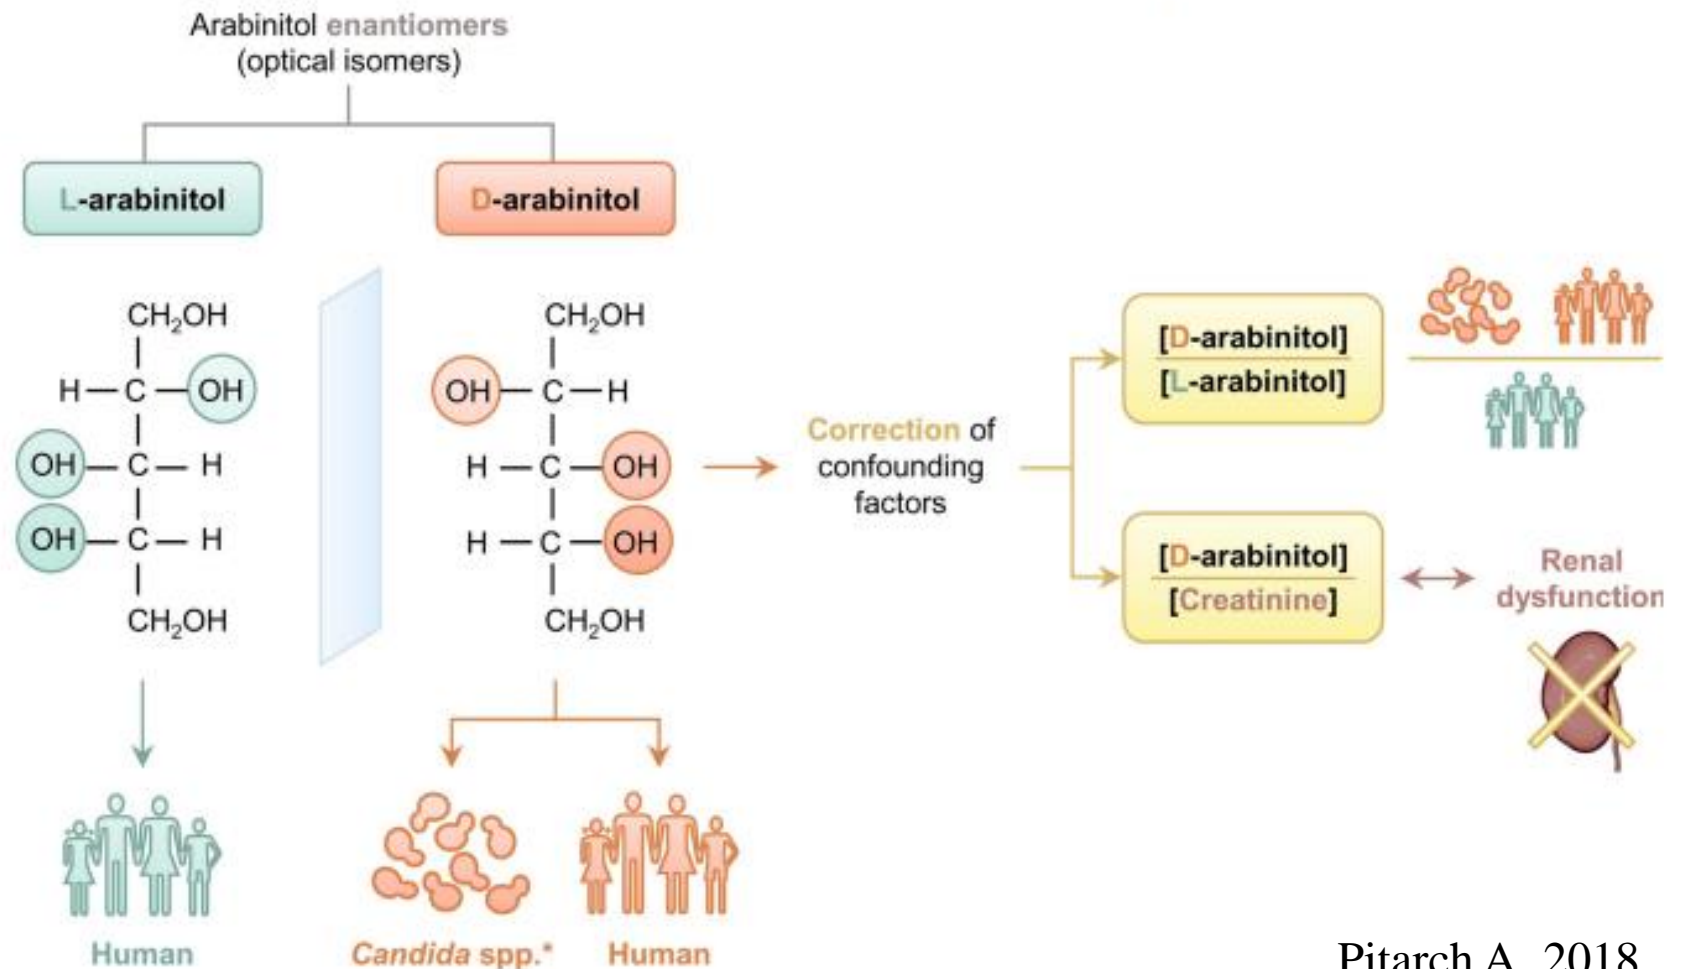 Arabinitol enantiomers
(optical isomers)
L-arabinitol
D-arabinitol
CH₂OH
H—C—OH
OH—C—H
OH—C—H
CH₂OH
CH₂OH
OH—C—H
H—C—OH
H—C—OH
CH₂OH
Correction of
confounding
factors
[D-arabinitol]
[L-arabinitol]
[D-arabinitol]
[Creatinine]
Renal
dysfunction
Human
Candida spp.*
Human
Pitarch A, 2018